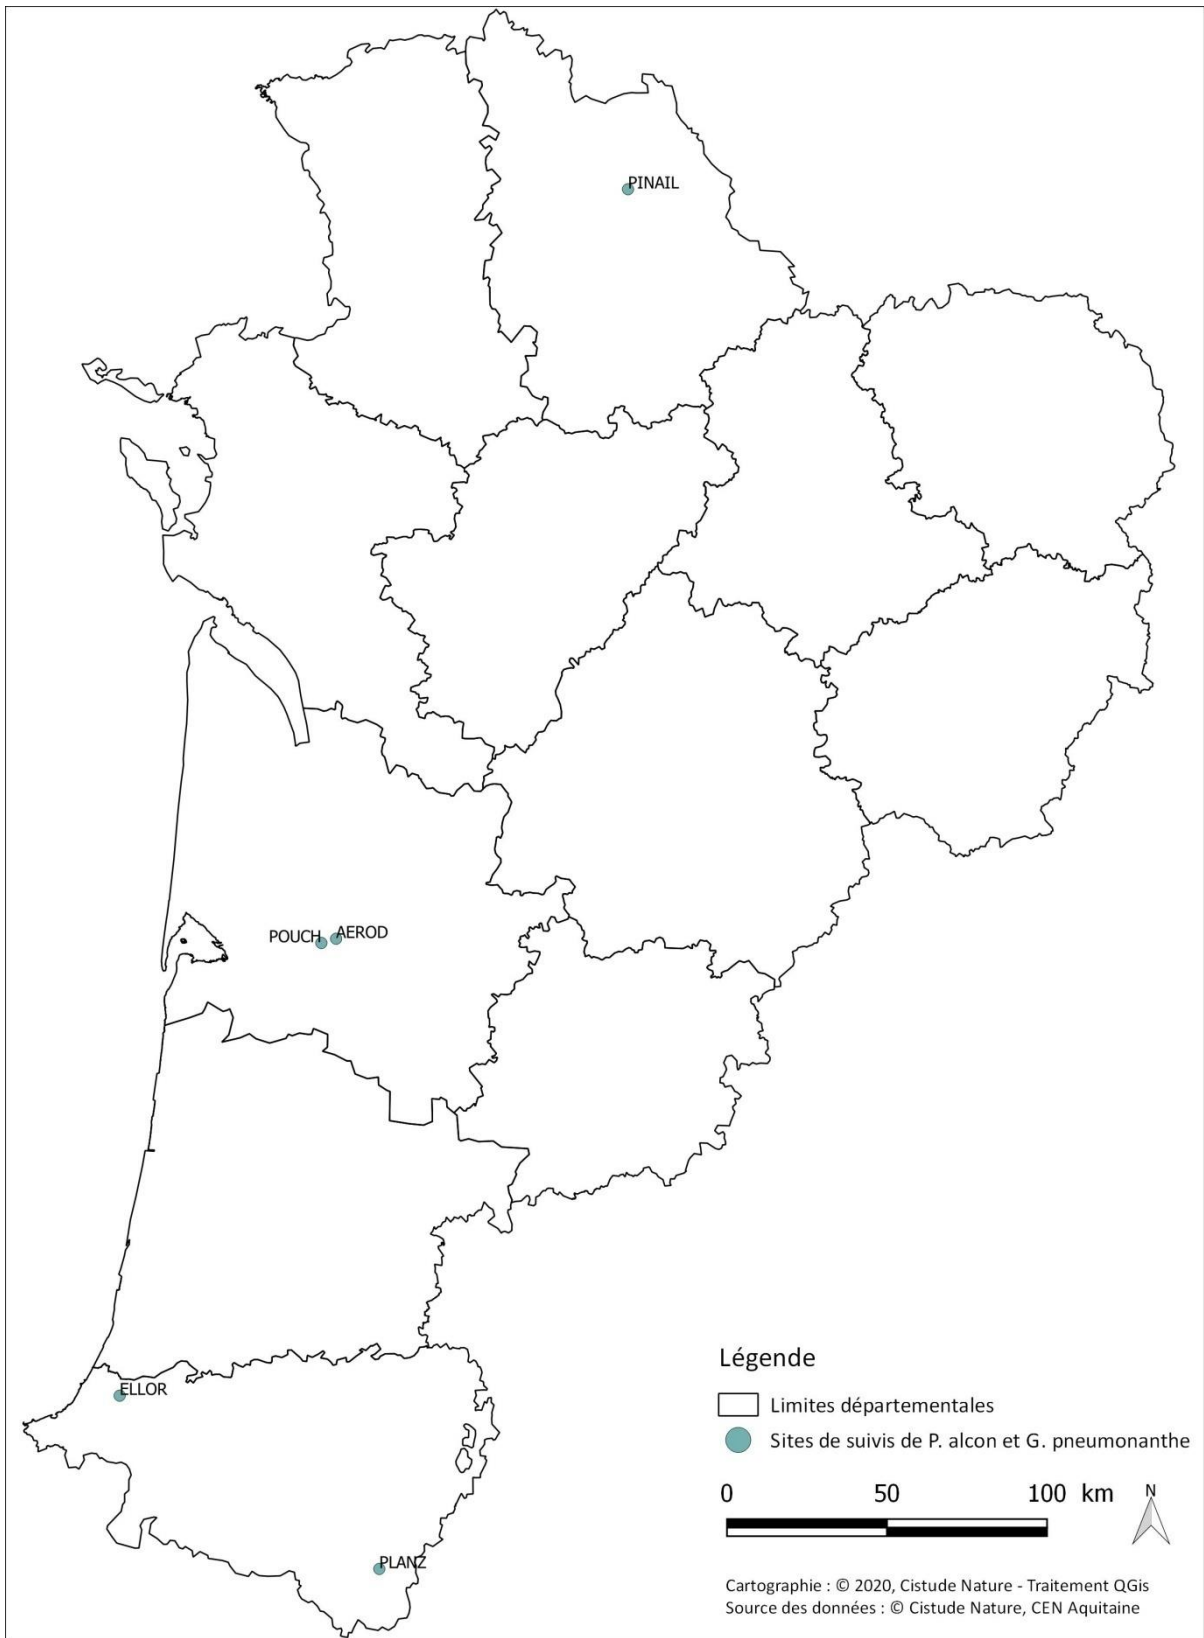 PINAIL
POUCH AEROD
ELLOR
PLANZ
Légende
Limites départementales
Sites de suivis de P. alcon et G. pneumonanthe
0 50 100 km
N
Cartographie : © 2020, Cistude Nature - Traitement QGis
Source des données : © Cistude Nature, CEN Aquitaine